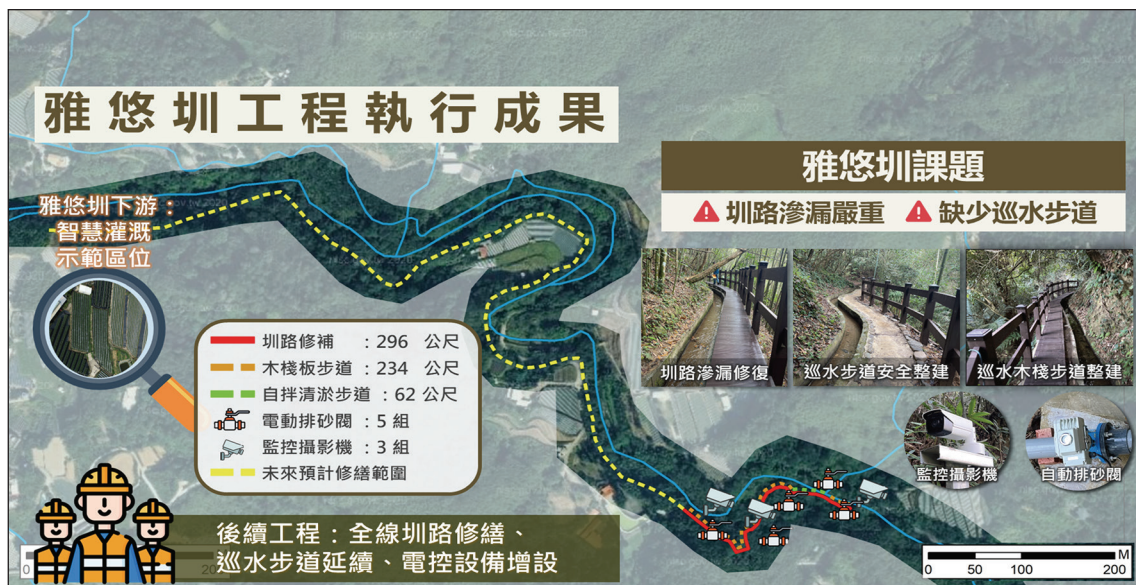 雅悠圳工程執行成果
雅悠圳課題
圳路滲漏嚴重 缺少巡水步道
雅悠圳下游：
智慧灌溉
示範區位
圳路滲漏修復
巡水步道安全整建
巡水木棧步道整建
圳路修補 ：296 公尺
木棧板步道 ：234 公尺
自拌清淤步道 ：62 公尺
電動排砂閥 ：5 組
監控攝影機 ：3 組
未來預計修繕範圍
監控攝影機
自動排砂閥
後續工程：全線圳路修繕、
巡水步道延續、電控設備增設
M
0 50 100 200